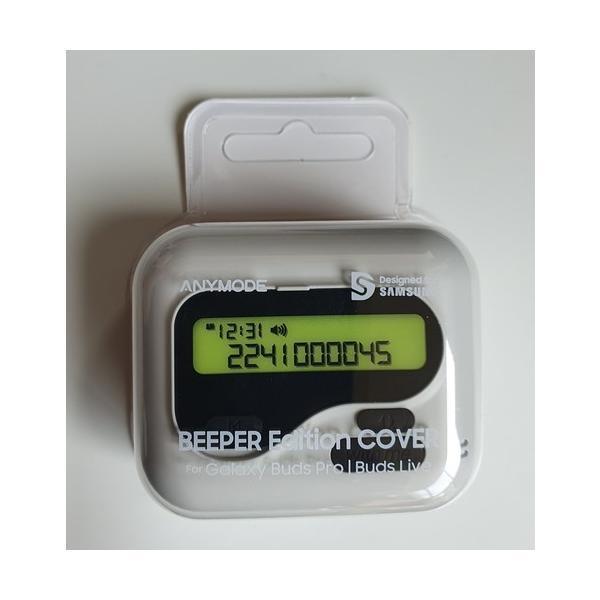 ANYMODE
Designed for
SAMSUNG
12:31
2241000045
BEEPER Edition COVER
For Galaxy Buds Pro | Buds Live